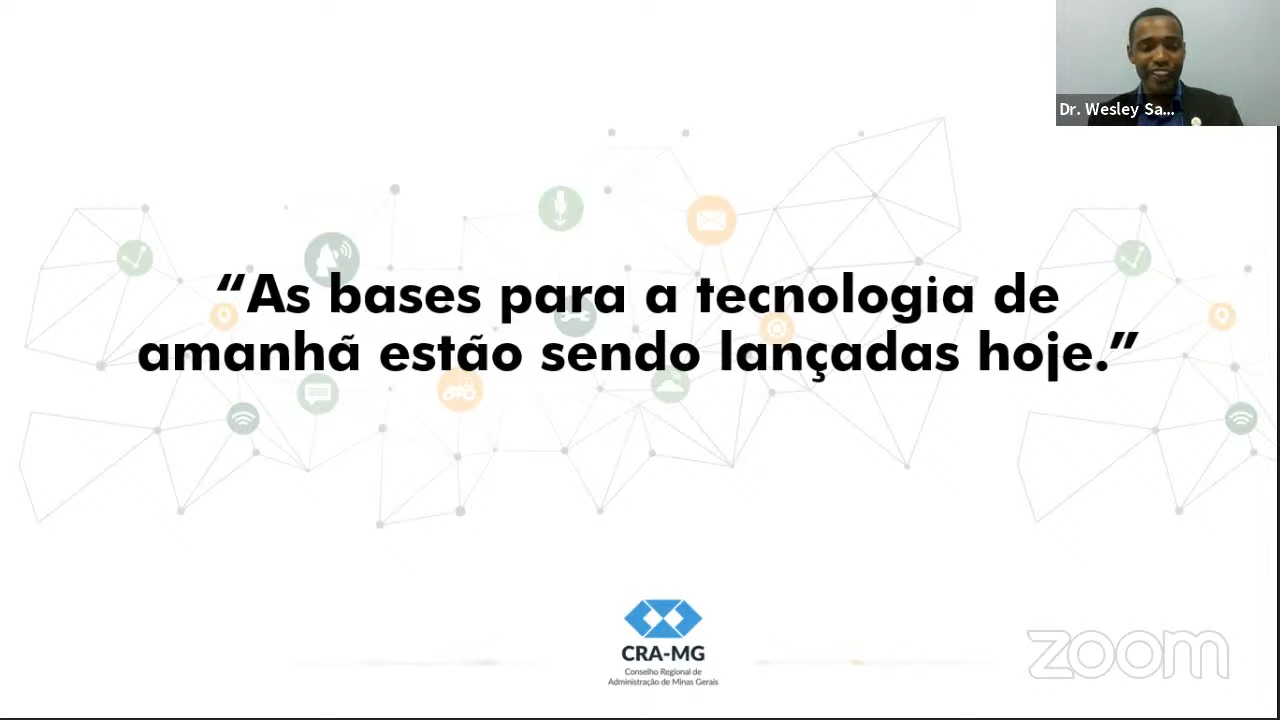 Dr. Wesley Sa...
“As bases para a tecnologia de
amanhã estão sendo lançadas hoje.”
CRA-MG
Conselho Regional de
Administração de Minas Gerais
zoom